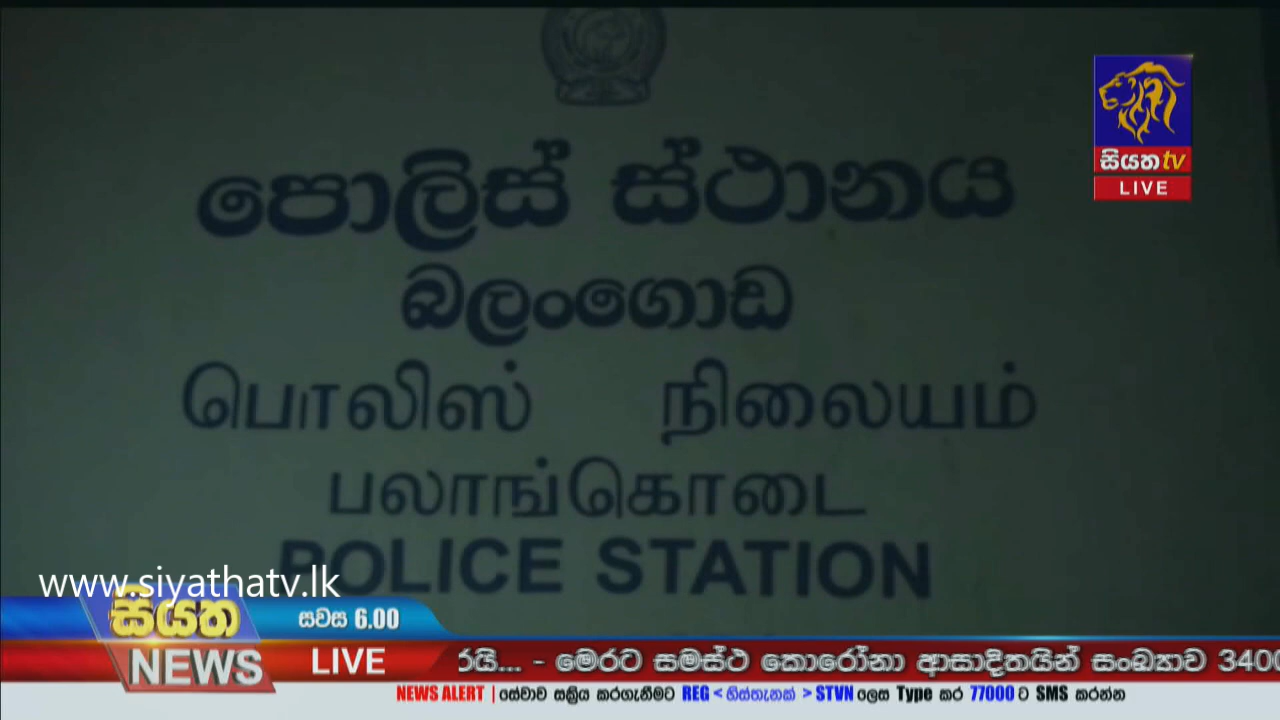 සියත tv
LIVE
පොලිස් ස්ථානය
බලංගොඩ
பொலிஸ் நிலையம்
பலாங்கொடை
POLICE STATION
www.siyathatv.lk
සියත
සවස 6.00
NEWS
LIVE
රියි... - මෙරට සමස්ථ කොරෝනා ආසාදිතයින් සංඛ්‍යාව 3400
NEWS ALERT | සේවාව සක්‍රිය කරගැනීමට REG < හිස්තැනක් > STVN ලෙස Type කර 77000 ට SMS කරන්න